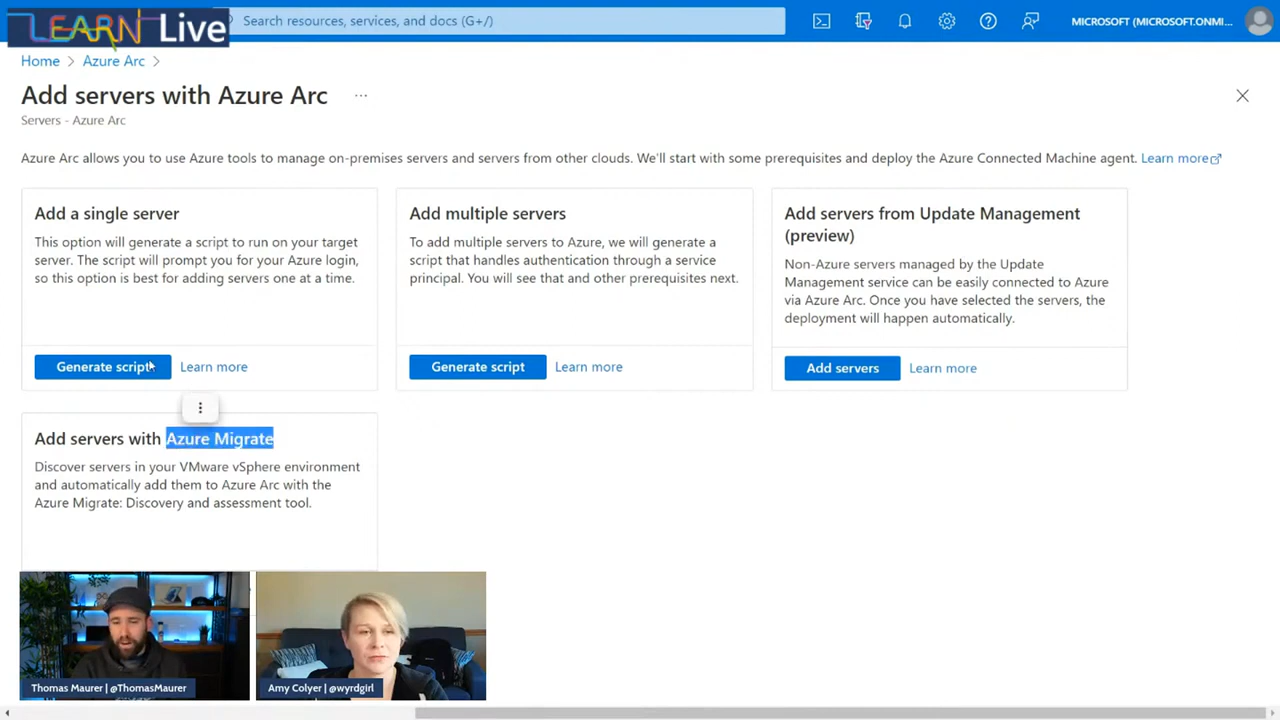 LEARN Live
Search resources, services, and docs (G+/)
MICROSOFT (MICROSOFT.ONMI...
Home > Azure Arc >
Add servers with Azure Arc ...
Servers - Azure Arc
Azure Arc allows you to use Azure tools to manage on-premises servers and servers from other clouds. We'll start with some prerequisites and deploy the Azure Connected Machine agent. Learn more
Add a single server
This option will generate a script to run on your target
server. The script will prompt you for your Azure login,
so this option is best for adding servers one at a time.
Generate script
Learn more
Add multiple servers
To add multiple servers to Azure, we will generate a
script that handles authentication through a service
principal. You will see that and other prerequisites next.
Generate script
Learn more
Add servers from Update Management
(preview)
Non-Azure servers managed by the Update
Management service can be easily connected to Azure
via Azure Arc. Once you have selected the servers, the
deployment will happen automatically.
Add servers
Learn more
Add servers with Azure Migrate
Discover servers in your VMware vSphere environment
and automatically add them to Azure Arc with the
Azure Migrate: Discovery and assessment tool.
Thomas Maurer | @ThomasMaurer
Amy Colyer | @wyrdgirl